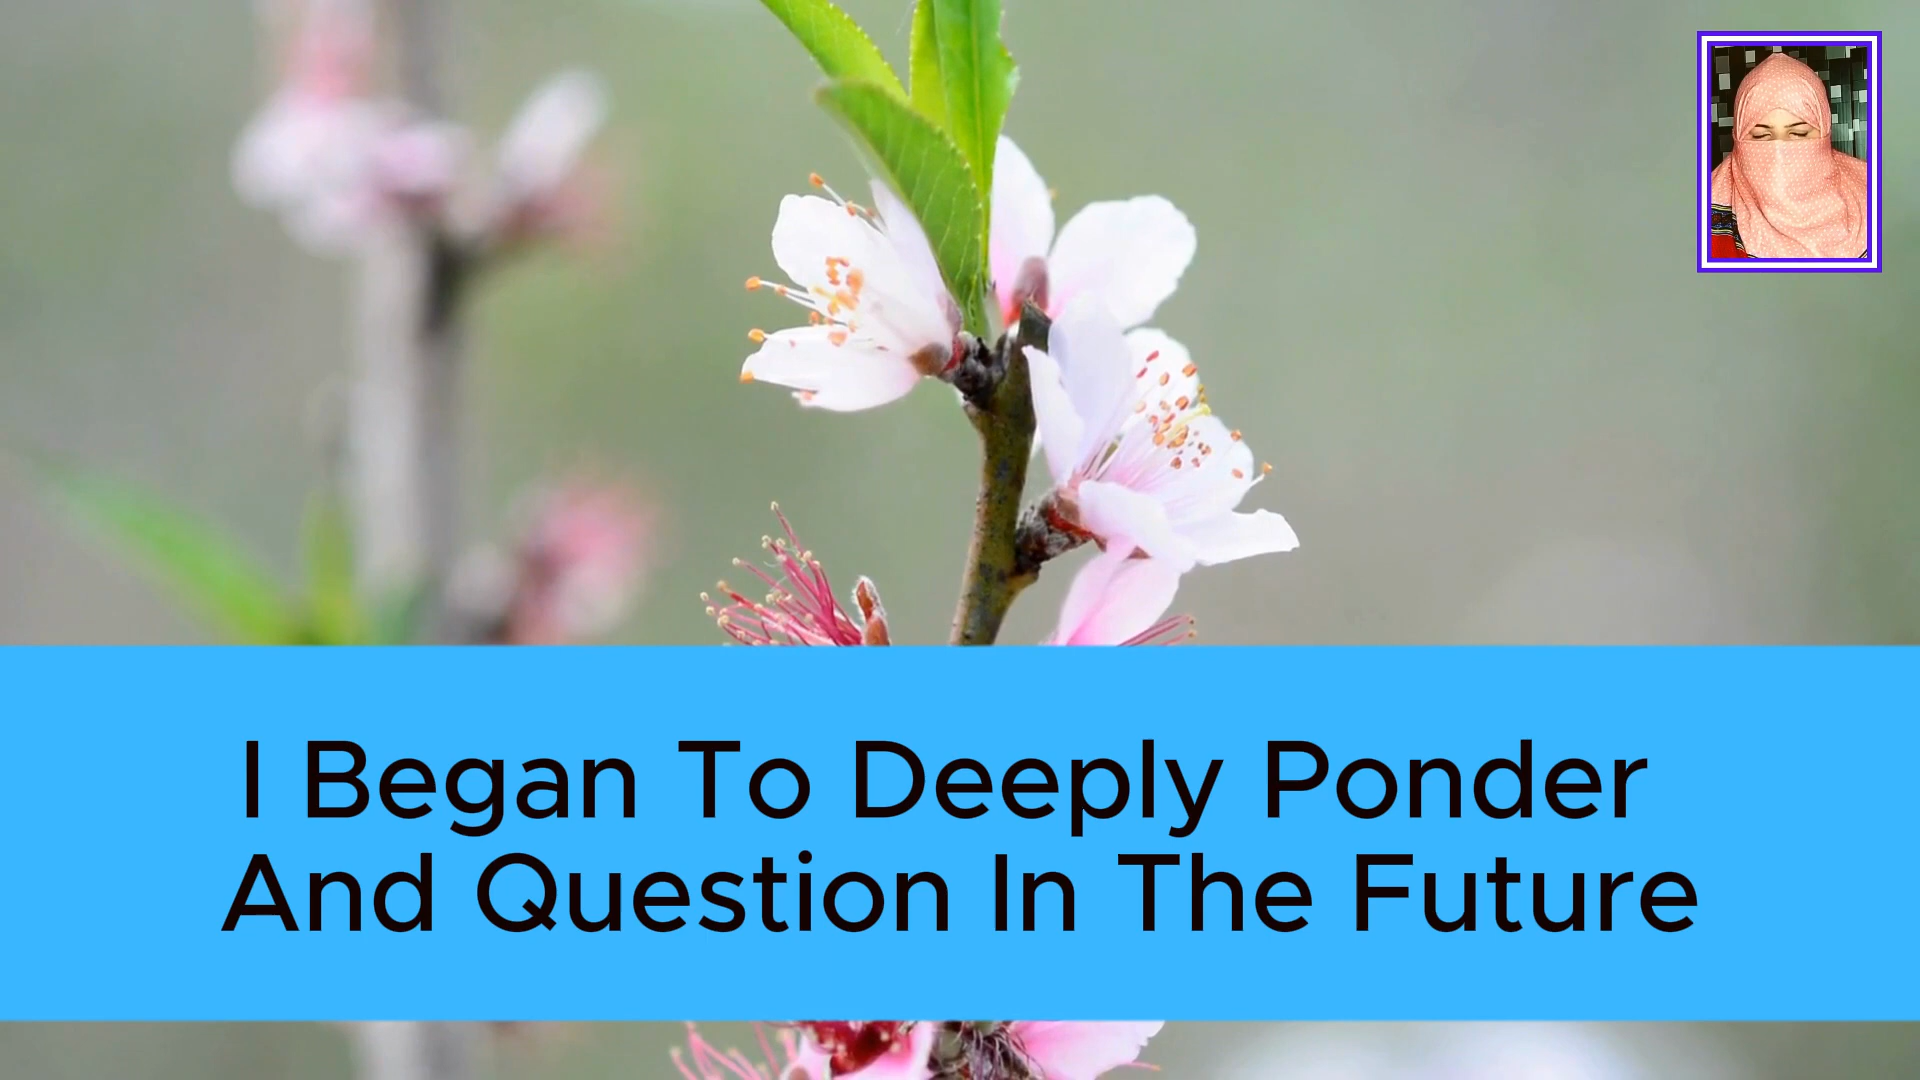 I Began To Deeply Ponder
And Question In The Future